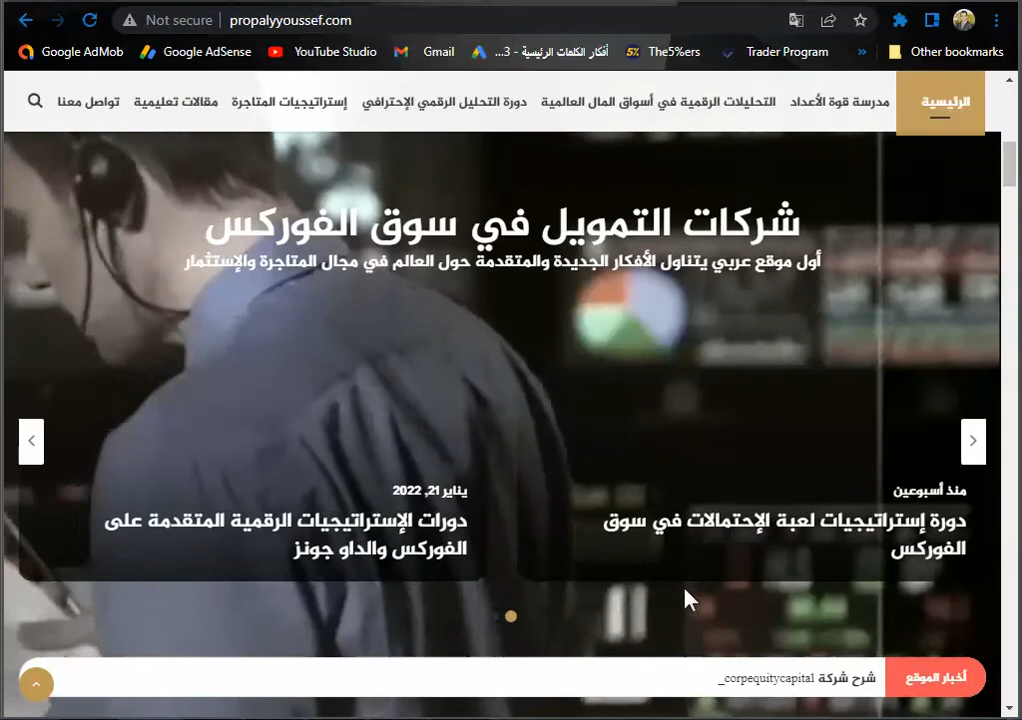 Not secure | propalyyoussef.com
Google AdMob Google AdSense YouTube Studio Gmail أفكار الكلمات الرئيسية - 3... The5%ers Trader Program » Other bookmarks
الرئيسية مدرسة قوة الأعداد التحليلات الرقمية في أسواق المال العالمية دورة التحليل الرقمي الإحترافي إستراتيجيات المتاجرة مقالات تعليمية تواصل معنا
شركات التمويل في سوق الفوركس
أول موقع عربي يتناول الأفكار الجديدة والمتقدمة حول العالم في مجال المتاجرة والإستثمار
منذ أسبوعين
دورة إستراتيجيات لعبة الإحتمالات في سوق
الفوركس
يناير 21, 2022
دورات الإستراتيجيات الرقمية المتقدمة على
الفوركس والداو جونز
أخبار الموقع
شرح شركة corpequitycapital_